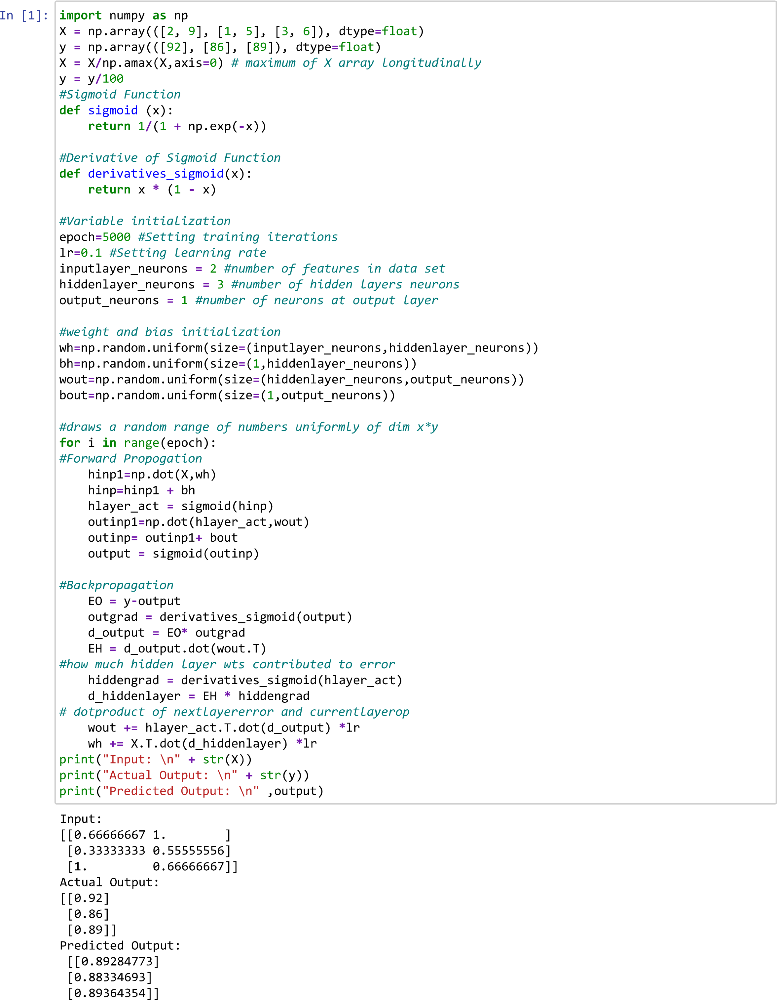 In [1]: import numpy as np
X = np.array(([2, 9], [1, 5], [3, 6]), dtype=float)
y = np.array(([92], [86], [89]), dtype=float)
X = X/np.amax(X,axis=0) # maximum of X array longitudinally
y = y/100
#Sigmoid Function
def sigmoid (x):
    return 1/(1 + np.exp(-x))

#Derivative of Sigmoid Function
def derivatives_sigmoid(x):
    return x * (1 - x)

#Variable initialization
epoch=5000 #Setting training iterations
lr=0.1 #Setting learning rate
inputlayer_neurons = 2 #number of features in data set
hiddenlayer_neurons = 3 #number of hidden layers neurons
output_neurons = 1 #number of neurons at output layer

#weight and bias initialization
wh=np.random.uniform(size=(inputlayer_neurons,hiddenlayer_neurons))
bh=np.random.uniform(size=(1,hiddenlayer_neurons))
wout=np.random.uniform(size=(hiddenlayer_neurons,output_neurons))
bout=np.random.uniform(size=(1,output_neurons))

#draws a random range of numbers uniformly of dim x*y
for i in range(epoch):
#Forward Propogation
    hinp1=np.dot(X,wh)
    hinp=hinp1 + bh
    hlayer_act = sigmoid(hinp)
    outinp1=np.dot(hlayer_act,wout)
    outinp= outinp1+ bout
    output = sigmoid(outinp)

#Backpropagation
    EO = y-output
    outgrad = derivatives_sigmoid(output)
    d_output = EO* outgrad
    EH = d_output.dot(wout.T)
#how much hidden layer wts contributed to error
    hiddengrad = derivatives_sigmoid(hlayer_act)
    d_hiddenlayer = EH * hiddengrad
# dotproduct of nextlayererror and currentlayerop
    wout += hlayer_act.T.dot(d_output) *lr
    wh += X.T.dot(d_hiddenlayer) *lr
print("Input: \n" + str(X))
print("Actual Output: \n" + str(y))
print("Predicted Output: \n" ,output)
Input:
[[0.66666667 1.        ]
 [0.33333333 0.55555556]
 [1.         0.66666667]]
Actual Output:
[[0.92]
 [0.86]
 [0.89]]
Predicted Output:
 [[0.89284773]
 [0.88334693]
 [0.89364354]]